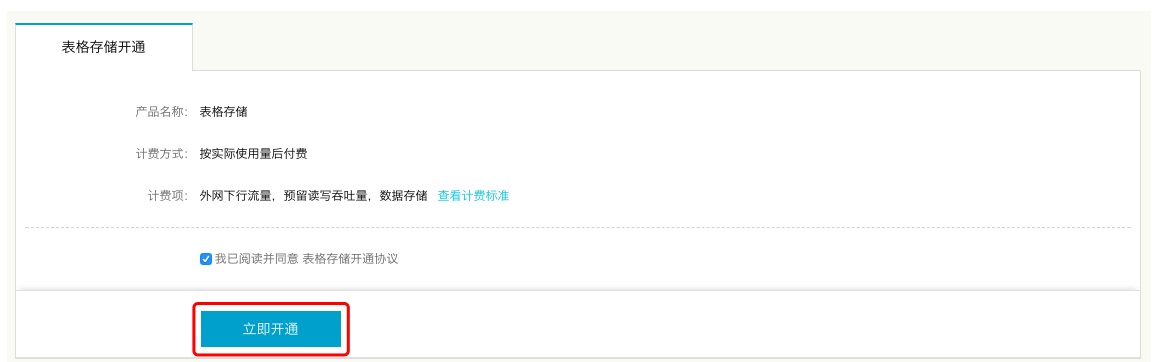 表格存储开通
产品名称: 表格存储
计费方式: 按实际使用量后付费
计费项: 外网下行流量, 预留读写吞吐量, 数据存储 查看计费标准
我已阅读并同意 表格存储开通协议
立即开通